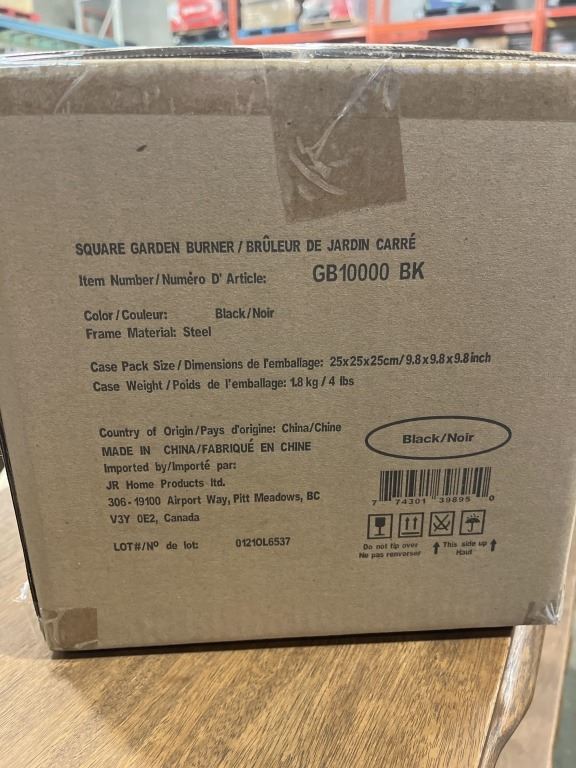 SQUARE GARDEN BURNER / BRÛLEUR DE JARDIN CARRÉ
Item Number/Numéro D' Article: GB10000 BK
Color/Couleur: Black/Noir
Frame Material: Steel
Case Pack Size / Dimensions de l'emballage: 25x25x25cm/9.8x9.8x9.8inch
Case Weight / Poids de l'emballage: 1.8 kg / 4 lbs
Country of Origin/Pays d'origine: China/Chine
MADE IN CHINA/FABRIQUÉ EN CHINE
Imported by/Importé par:
JR Home Products ltd.
306-19100 Airport Way, Pitt Meadows, BC
V3Y 0E2, Canada
LOT#/Nº de lot: 01210L6537
Black/Noir
7 74301 39895 0
Do not tip over
Ne pas renverser
This side up
Haut